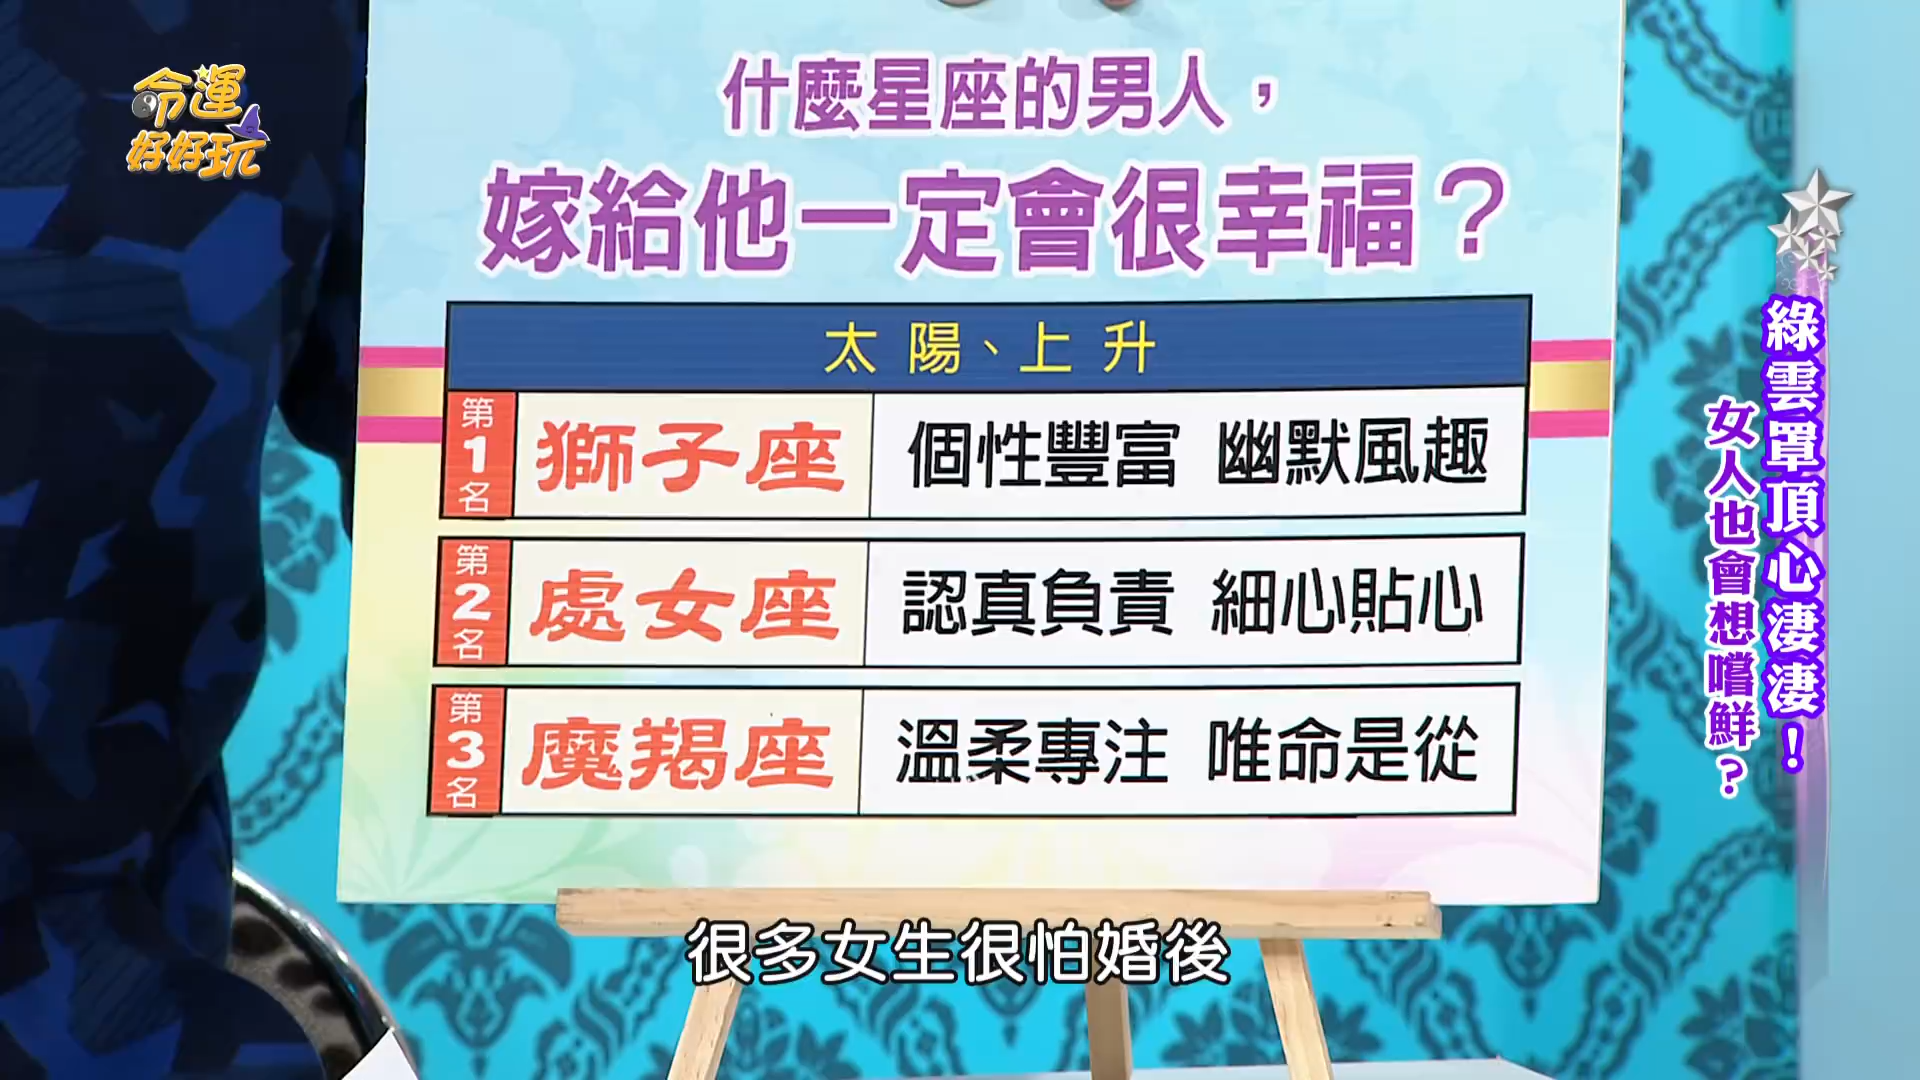 命運
好好玩
什麼星座的男人，
嫁給他一定會很幸福？
太陽、上升
第1名 獅子座 個性豐富 幽默風趣
第2名 處女座 認真負責 細心貼心
第3名 魔羯座 溫柔專注 唯命是從
綠雲罩頂心淒淒！
女人也會想嚐鮮？
很多女生很怕婚後